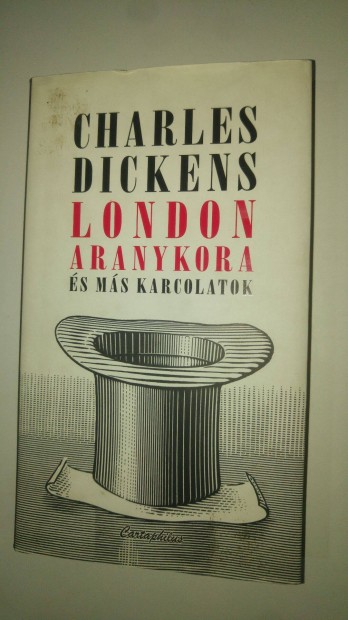 CHARLES
DICKENS
LONDON
ARANYKORA
ÉS MÁS KARCOLATOK
Cartaphilus